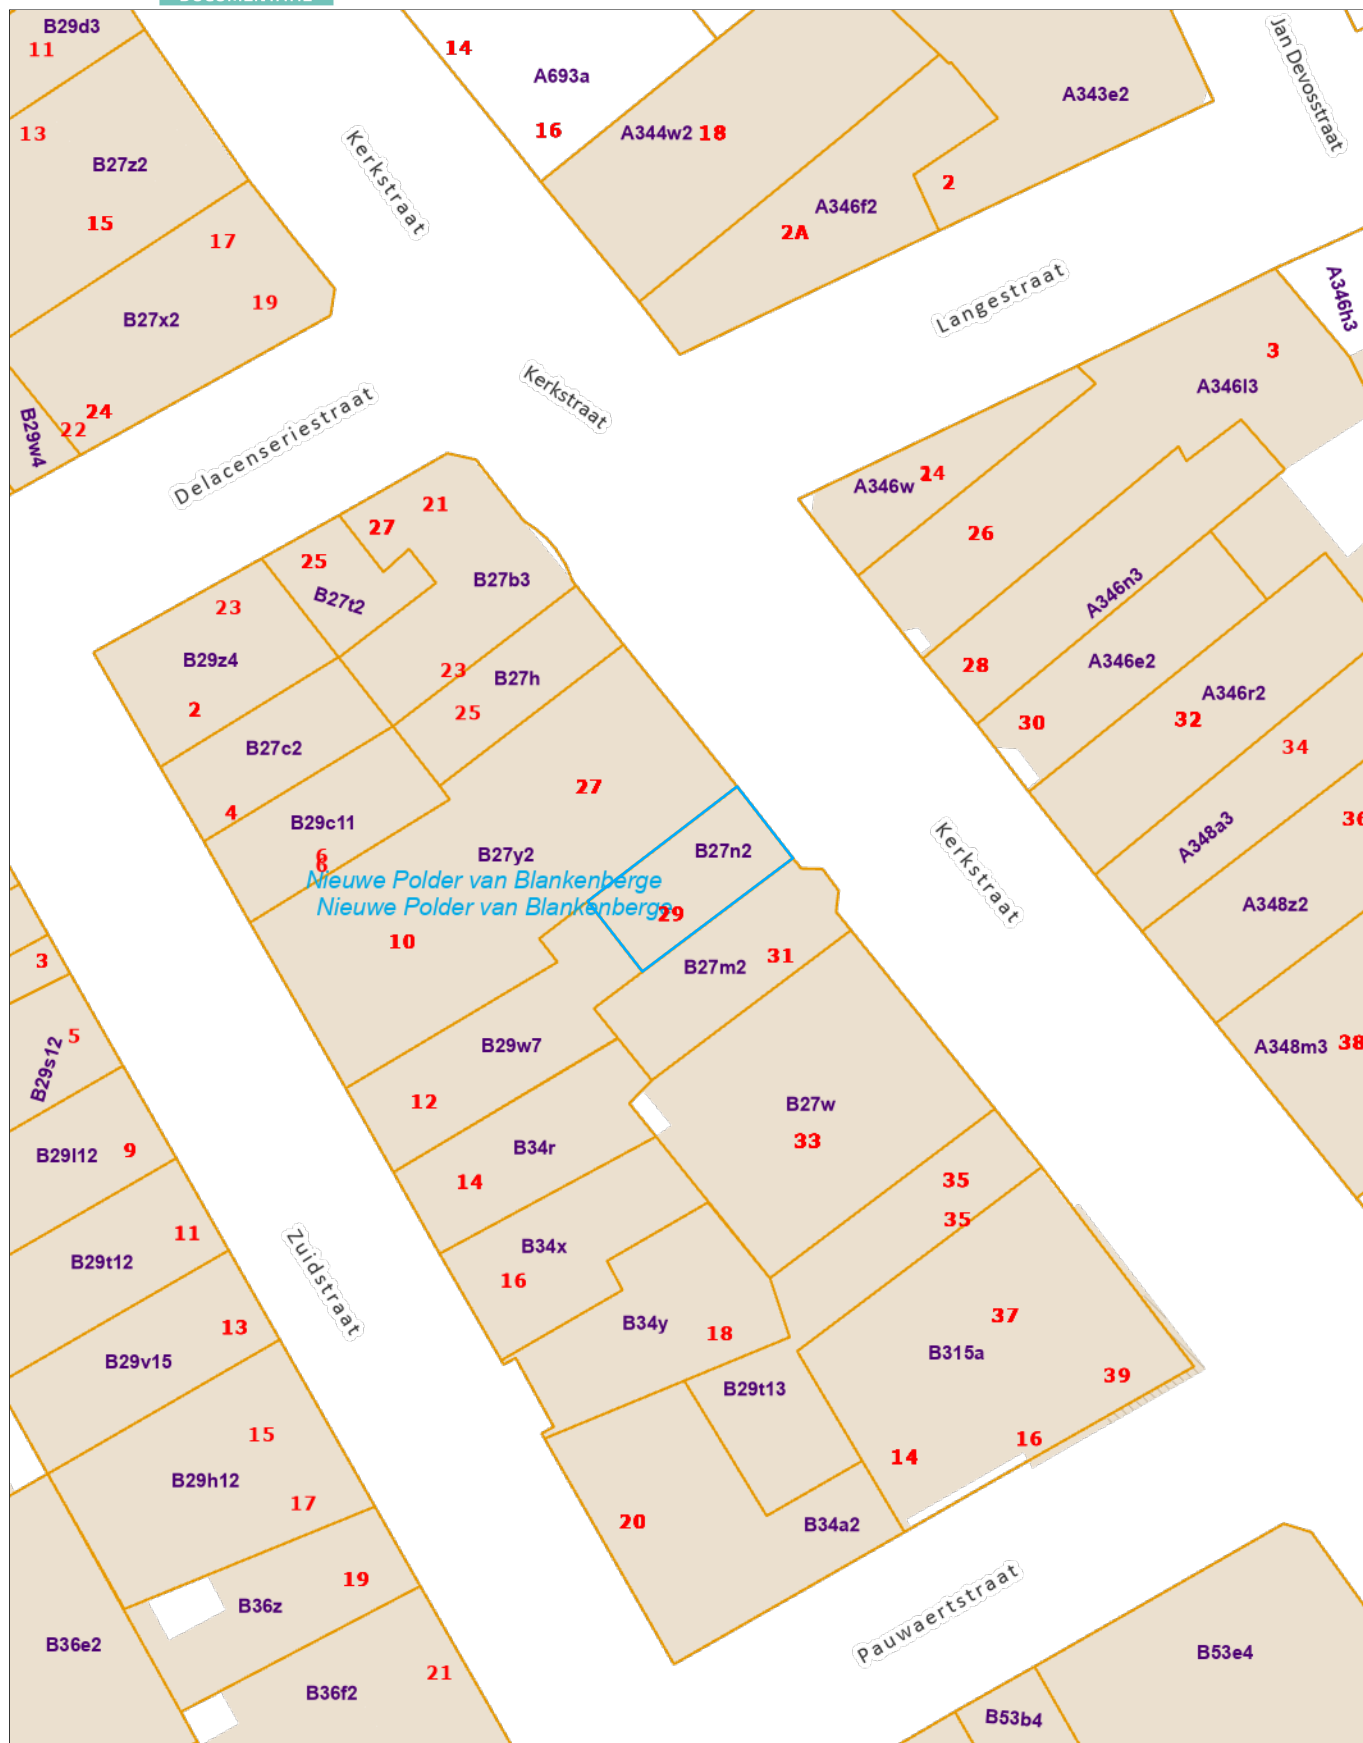 B29d3
11
14
A693a
A343e2
Jan Devosstraat
13
16
A344w2 18
B27z2
Kerkstraat
2
15
17
A346f2
2A
19
B27x2
Langestraat
A346h3
3
24
22
B29w4
Delacenseriestraat
Kerkstraat
A346l3
A346w
24
21
27
26
25
B27t2
B27b3
A346n3
23
B29z4
23
B27h
28
A346e2
2
25
30
A346r2
32
B27c2
34
27
4
B29c11
6
6
B27y2
B27n2
Kerkstraat
A348a3
36
Nieuwe Polder van Blankenberge
Nieuwe Polder van Blankenberge
29
A348z2
10
31
B27m2
3
5
B29s12
B29w7
A348m3 38
12
B27w
33
B29l12 9
B34r
14
35
35
11
B29t12
Zuidstraat
B34x
16
13
B34y
18
37
B29v15
B315a
B29t13
39
15
14
16
B29h12
17
20
B34a2
19
B36z
Pauwaertstraat
B36e2
B53e4
21
B36f2
B53b4